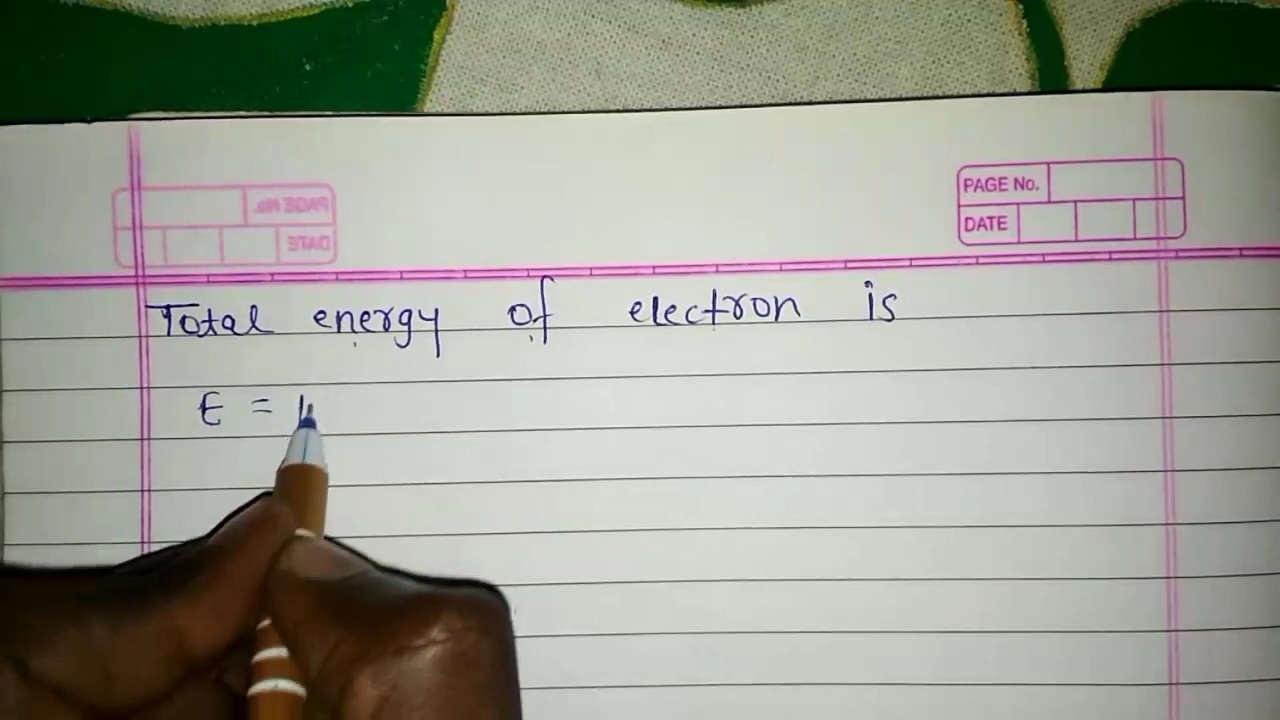 PAGE No.
DATE
Total energy of electron is
E =